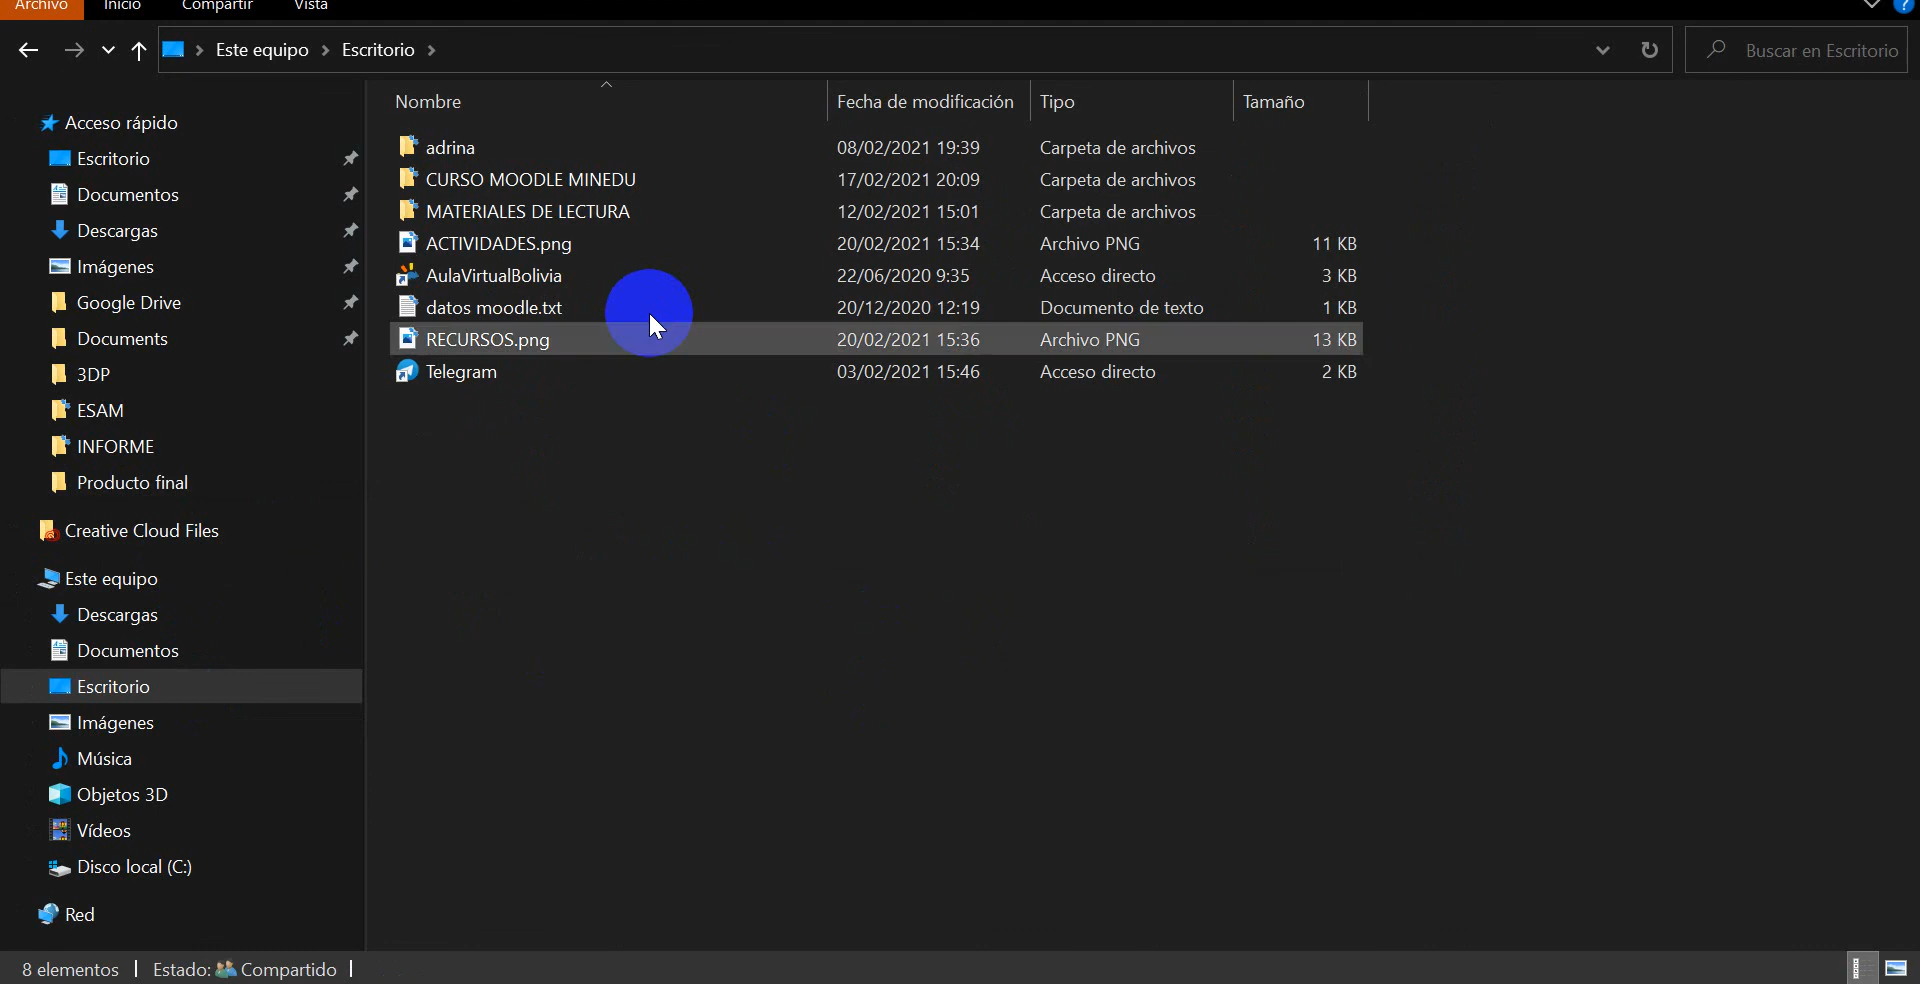 Archivo Inicio Compartir Vista
Este equipo Escritorio Buscar en Escritorio
Nombre Fecha de modificación Tipo Tamaño
Acceso rápido
Escritorio
Documentos
Descargas
Imágenes
Google Drive
Documents
3DP
ESAM
INFORME
Producto final
Creative Cloud Files
Este equipo
Descargas
Documentos
Escritorio
Imágenes
Música
Objetos 3D
Vídeos
Disco local (C:)
Red
adrina 08/02/2021 19:39 Carpeta de archivos
CURSO MOODLE MINEDU 17/02/2021 20:09 Carpeta de archivos
MATERIALES DE LECTURA 12/02/2021 15:01 Carpeta de archivos
ACTIVIDADES.png 20/02/2021 15:34 Archivo PNG 11 KB
AulaVirtualBolivia 22/06/2020 9:35 Acceso directo 3 KB
datos moodle.txt 20/12/2020 12:19 Documento de texto 1 KB
RECURSOS.png 20/02/2021 15:36 Archivo PNG 13 KB
Telegram 03/02/2021 15:46 Acceso directo 2 KB
8 elementos Estado: Compartido